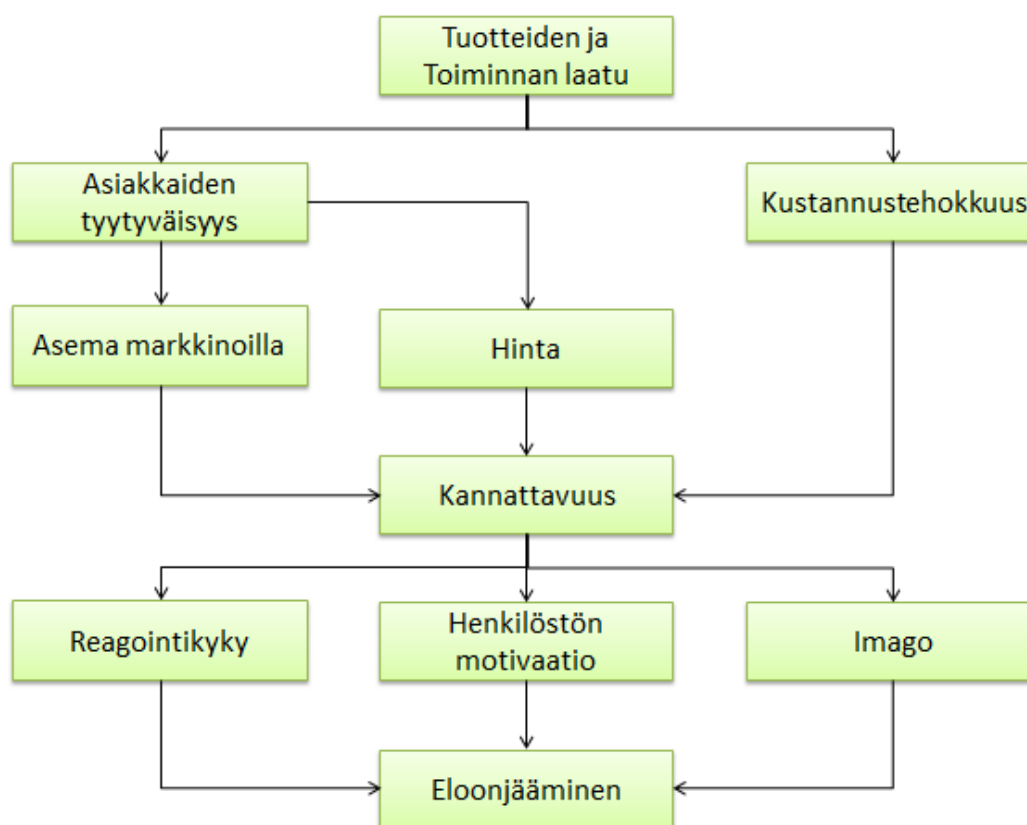 Tuotteiden ja
Toiminnan laatu
Asiakkaiden
tyytyväisyys
Kustannustehokkuus
Asema markkinoilla
Hinta
Kannattavuus
Reagointikyky
Henkilöstön
motivaatio
Imago
Eloonjääminen